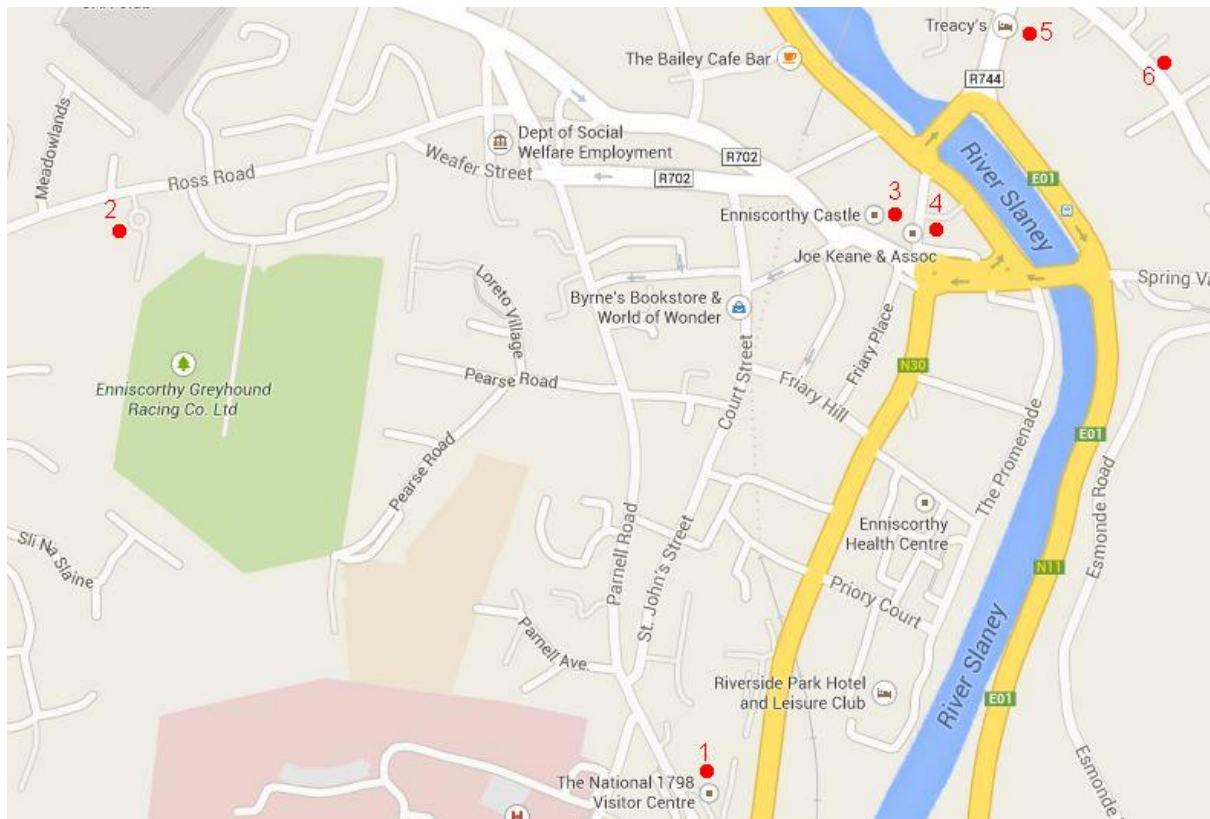 Treacy's
5
The Bailey Cafe Bar
6
R744
Meadowlands
Dept of Social
Welfare Employment
Weafer Street
R702
R702
Ross Road
E01
River Slaney
2
3
4
Enniscorthy Castle
Joe Keane & Assoc
Spring Va
Loreto Village
Byrne's Bookstore &
World of Wonder
Friary Place
Enniscorthy Greyhound
Racing Co. Ltd
Pearse Road
Court Street
Friary Hill
N30
The Promenade
E01
Pearse Road
Esmonde Road
Enniscorthy
Health Centre
Sli Na Slaine
Parnell Road
St. John's Street
N11
Priory Court
Parnell Ave.
River Slaney
Riverside Park Hotel
and Leisure Club
E01
1
The National 1798
Visitor Centre
Esmonde
H